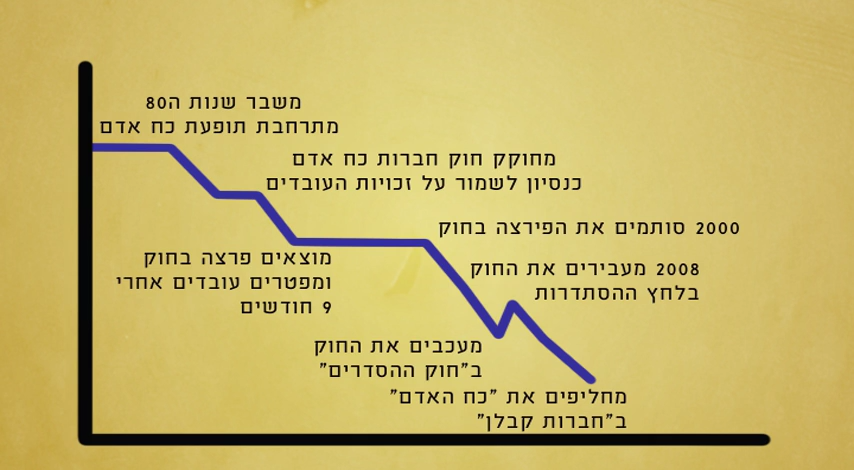 משבר שנות ה80
מתרחבת תופעת כח אדם
מחוקק חוק חברות כח אדם
כנסיון לשמור על זכויות העובדים
מוצאים פרצה בחוק
ומפטרים עובדים אחרי
9 חודשים
2000 סותמים את הפירצה בחוק
מעכבים את החוק
ב"חוק ההסדרים"
2008 מעבירים את החוק
בלחץ ההסתדרות
מחליפים את "כח האדם"
ב"חברות קבלן"